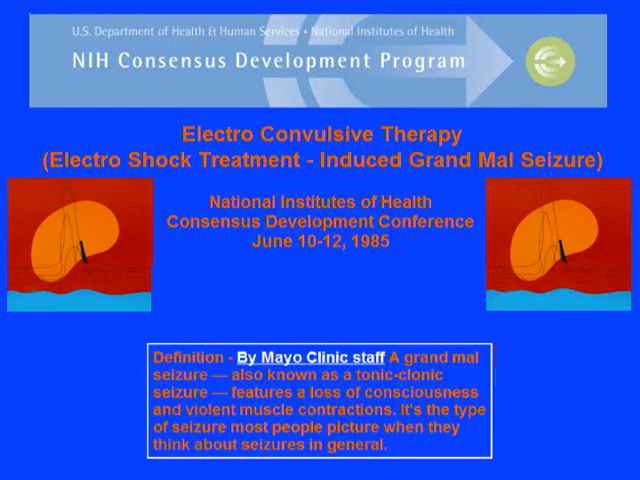 U.S. Department of Health & Human Services • National Institutes of Health
NIH Consensus Development Program
Electro Convulsive Therapy
(Electro Shock Treatment - Induced Grand Mal Seizure)
National Institutes of Health
Consensus Development Conference
June 10-12, 1985
Definition - By Mayo Clinic staff A grand mal
seizure — also known as a tonic-clonic
seizure — features a loss of consciousness
and violent muscle contractions. It's the type
of seizure most people picture when they
think about seizures in general.